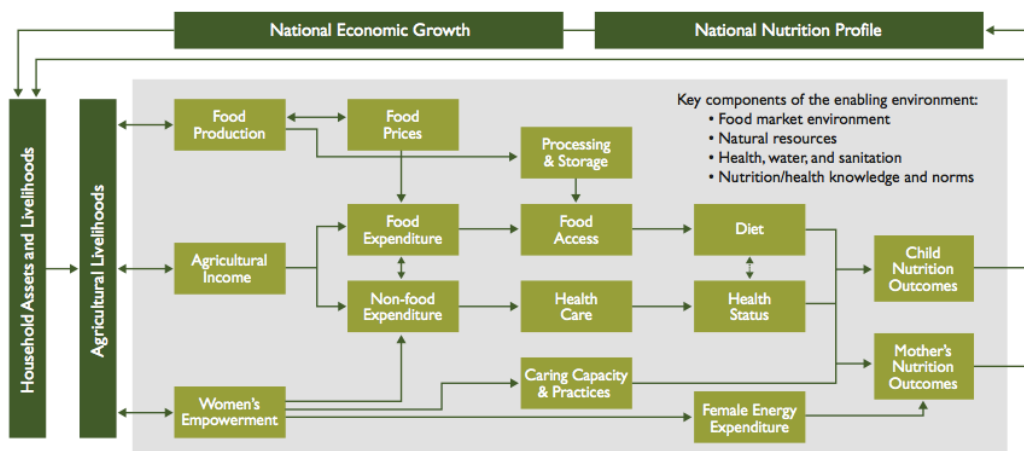 National Economic Growth
National Nutrition Profile
Household Assets and Livelihoods
Agricultural Livelihoods
Key components of the enabling environment:
• Food market environment
• Natural resources
• Health, water, and sanitation
• Nutrition/health knowledge and norms
Food
Production
Food
Prices
Processing
& Storage
Agricultural
Income
Food
Expenditure
Food
Access
Diet
Non-food
Expenditure
Health
Care
Health
Status
Child
Nutrition
Outcomes
Women's
Empowerment
Caring Capacity
& Practices
Female Energy
Expenditure
Mother's
Nutrition
Outcomes